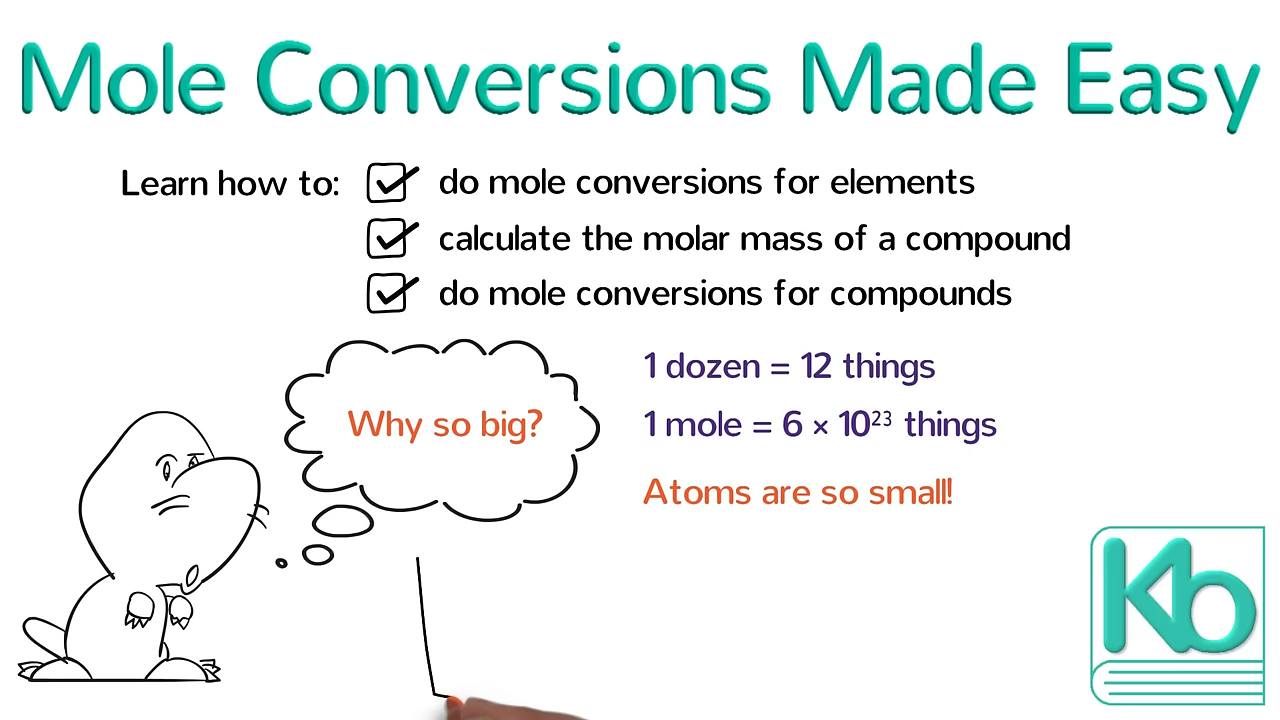 Mole Conversions Made Easy
Learn how to:
do mole conversions for elements
calculate the molar mass of a compound
do mole conversions for compounds
Why so big?
1 dozen = 12 things
1 mole = 6 × 10²³ things
Atoms are so small!
Kb